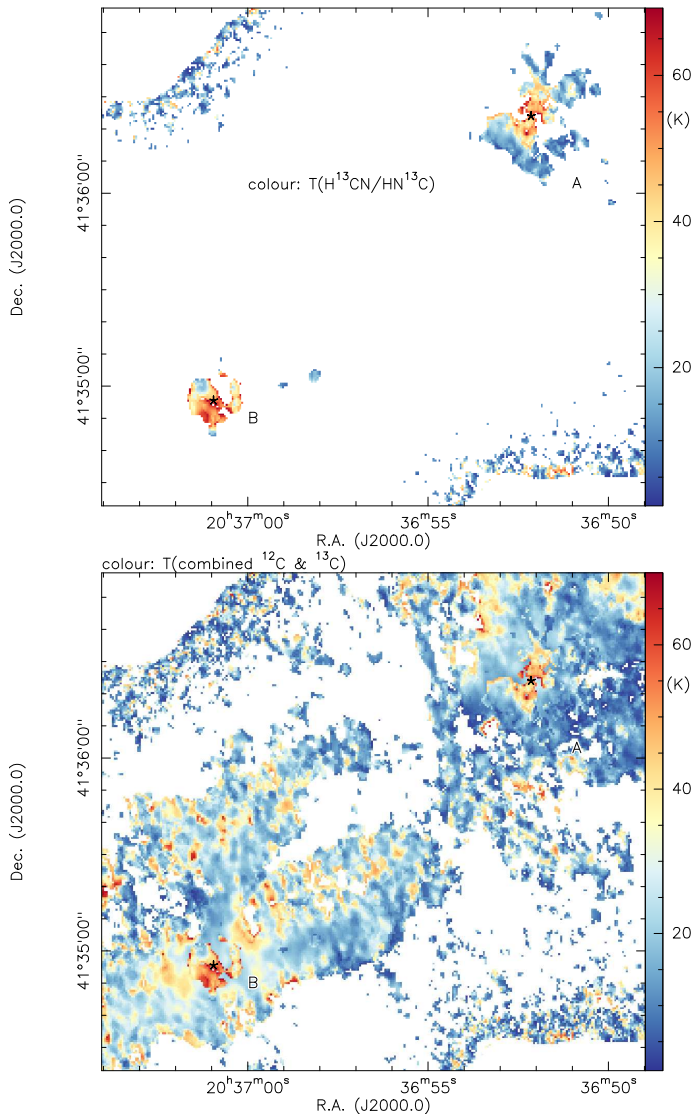 60
(K)
41°36'00"
colour: T(H¹³CN/HN¹³C)
A
40
Dec. (J2000.0)
41°35'00"
20
B
20ʰ37ᵐ00ˢ
36ᵐ55ˢ
36ᵐ50ˢ
R.A. (J2000.0)
colour: T(combined ¹²C & ¹³C)
60
(K)
41°36'00"
A
40
Dec. (J2000.0)
41°35'00"
20
B
20ʰ37ᵐ00ˢ
36ᵐ55ˢ
36ᵐ50ˢ
R.A. (J2000.0)